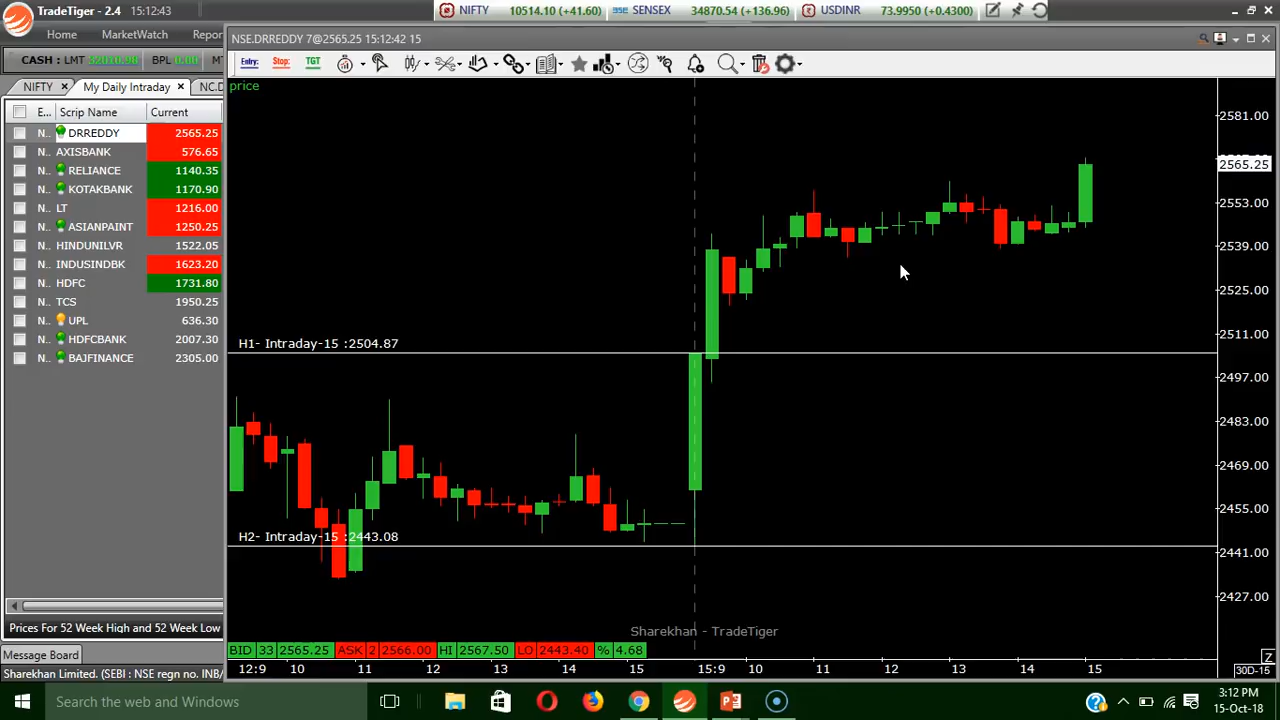 TradeTiger - 2.4 15:12:43
NIFTY 10514.10 (+41.60) SENSEX 34870.54 (+136.96) USDINR 73.9950 (+0.4300)
Home MarketWatch Repor
CASH : LMT 32010.98 BPL 0.00 MT
NIFTY My Daily Intraday NC.D
E... Scrip Name Current
N.. DRREDDY 2565.25
N.. AXISBANK 576.65
N.. RELIANCE 1140.35
N.. KOTAKBANK 1170.90
N.. LT 1216.00
N.. ASIANPAINT 1250.25
N.. HINDUNILVR 1522.05
N.. INDUSINDBK 1623.20
N.. HDFC 1731.80
N.. TCS 1950.25
N.. UPL 636.30
N.. HDFCBANK 2007.30
N.. BAJFINANCE 2305.00
Prices For 52 Week High and 52 Week Low
Message Board
Sharekhan Limited. (SEBI : NSE regn no. INB/
NSE.DRREDDY 7@2565.25 15:12:42 15
Entry: Stop: TGT
price
2581.00
2565.25
2553.00
2539.00
2525.00
2511.00
2497.00
2483.00
2469.00
2455.00
2441.00
2427.00
H1- Intraday-15 :2504.87
H2- Intraday-15 :2443.08
Sharekhan - TradeTiger
BID 33 2565.25 ASK 2 2566.00 HI 2567.50 LO 2443.40 % 4.68
12:9 10 11 12 13 14 15 15:9 10 11 12 13 14 15
Z
30D-15
Search the web and Windows
3:12 PM
15-Oct-18